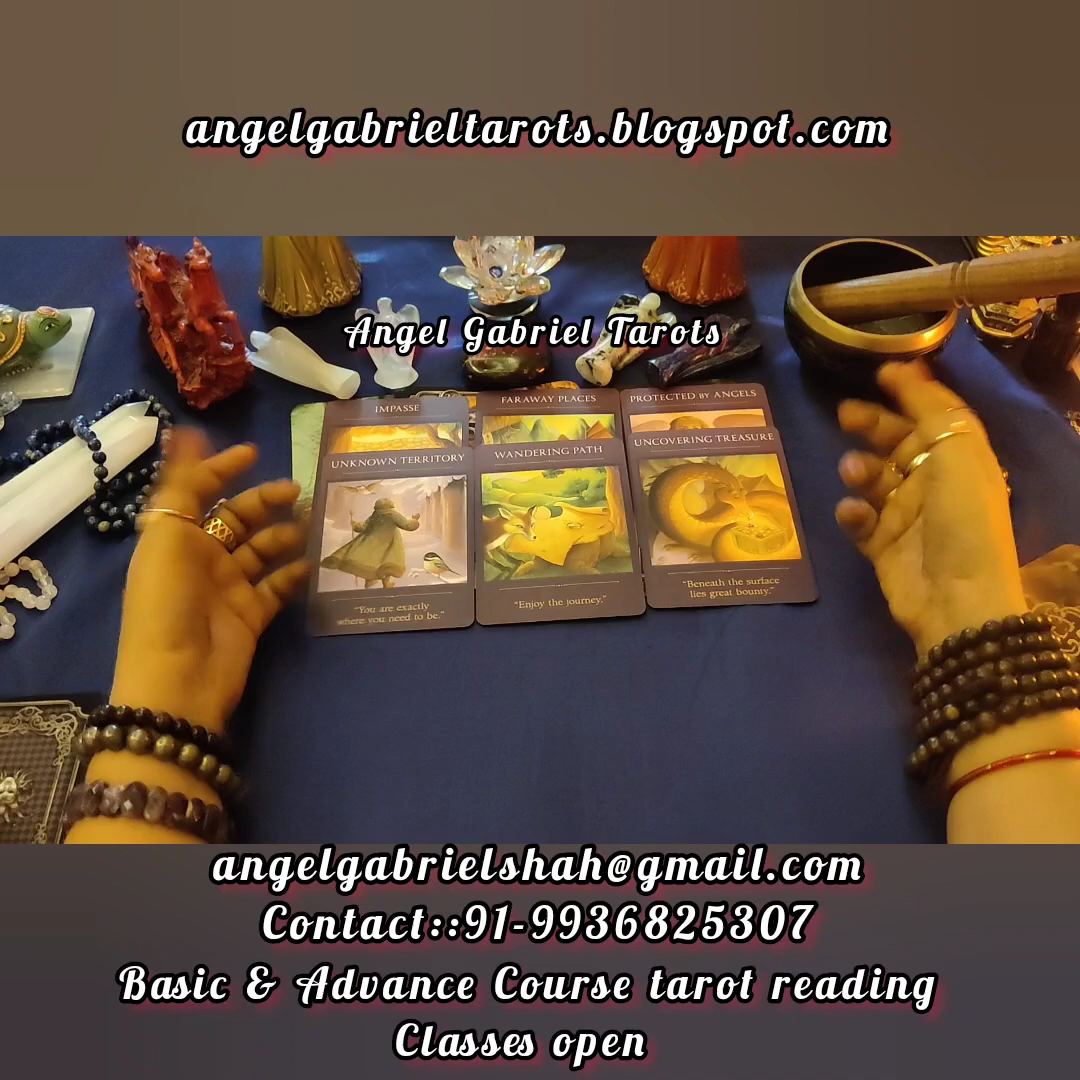 angelgabrieltarots.blogspot.com
Angel Gabriel Tarots
IMPASSE
FARAWAY PLACES
PROTECTED BY ANGELS
UNKNOWN TERRITORY
WANDERING PATH
UNCOVERING TREASURE
"You are exactly
where you need to be."
"Enjoy the journey."
"Beneath the surface
lies great bounty."
angelgabrielshah@gmail.com
Contact::91-9936825307
Basic & Advance Course tarot reading
Classes open